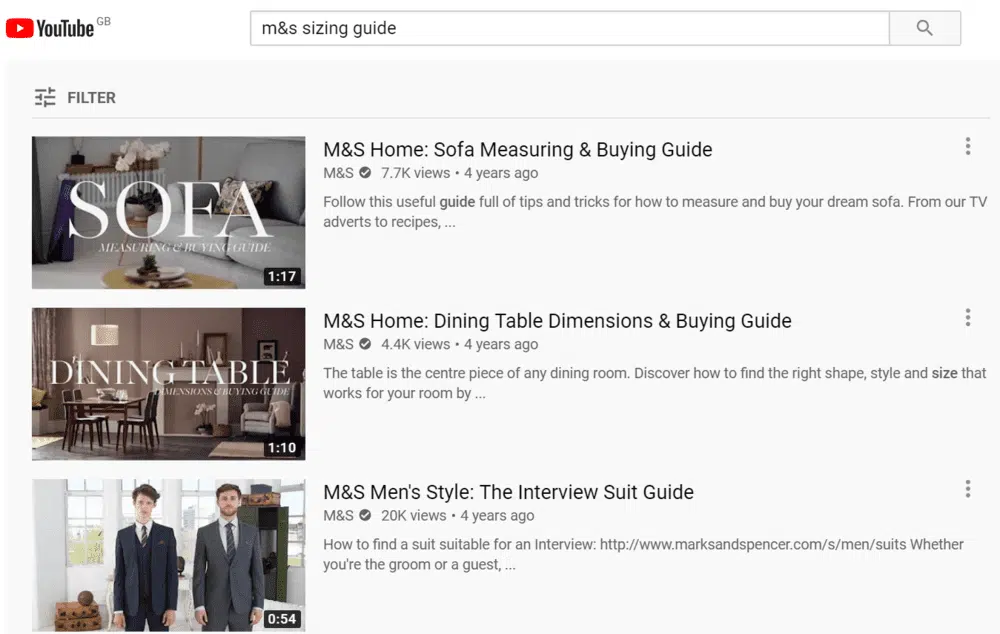 YouTube GB
m&s sizing guide
FILTER
SOFA
MEASURING & BUYING GUIDE
1:17
M&S Home: Sofa Measuring & Buying Guide
M&S 7.7K views • 4 years ago
Follow this useful guide full of tips and tricks for how to measure and buy your dream sofa. From our TV
adverts to recipes, ...
DINING TABLE
DIMENSIONS & BUYING GUIDE
1:10
M&S Home: Dining Table Dimensions & Buying Guide
M&S 4.4K views • 4 years ago
The table is the centre piece of any dining room. Discover how to find the right shape, style and size that
works for your room by ...
0:54
M&S Men's Style: The Interview Suit Guide
M&S 20K views • 4 years ago
How to find a suit suitable for an Interview: http://www.marksandspencer.com/s/men/suits Whether
you're the groom or a guest, ...